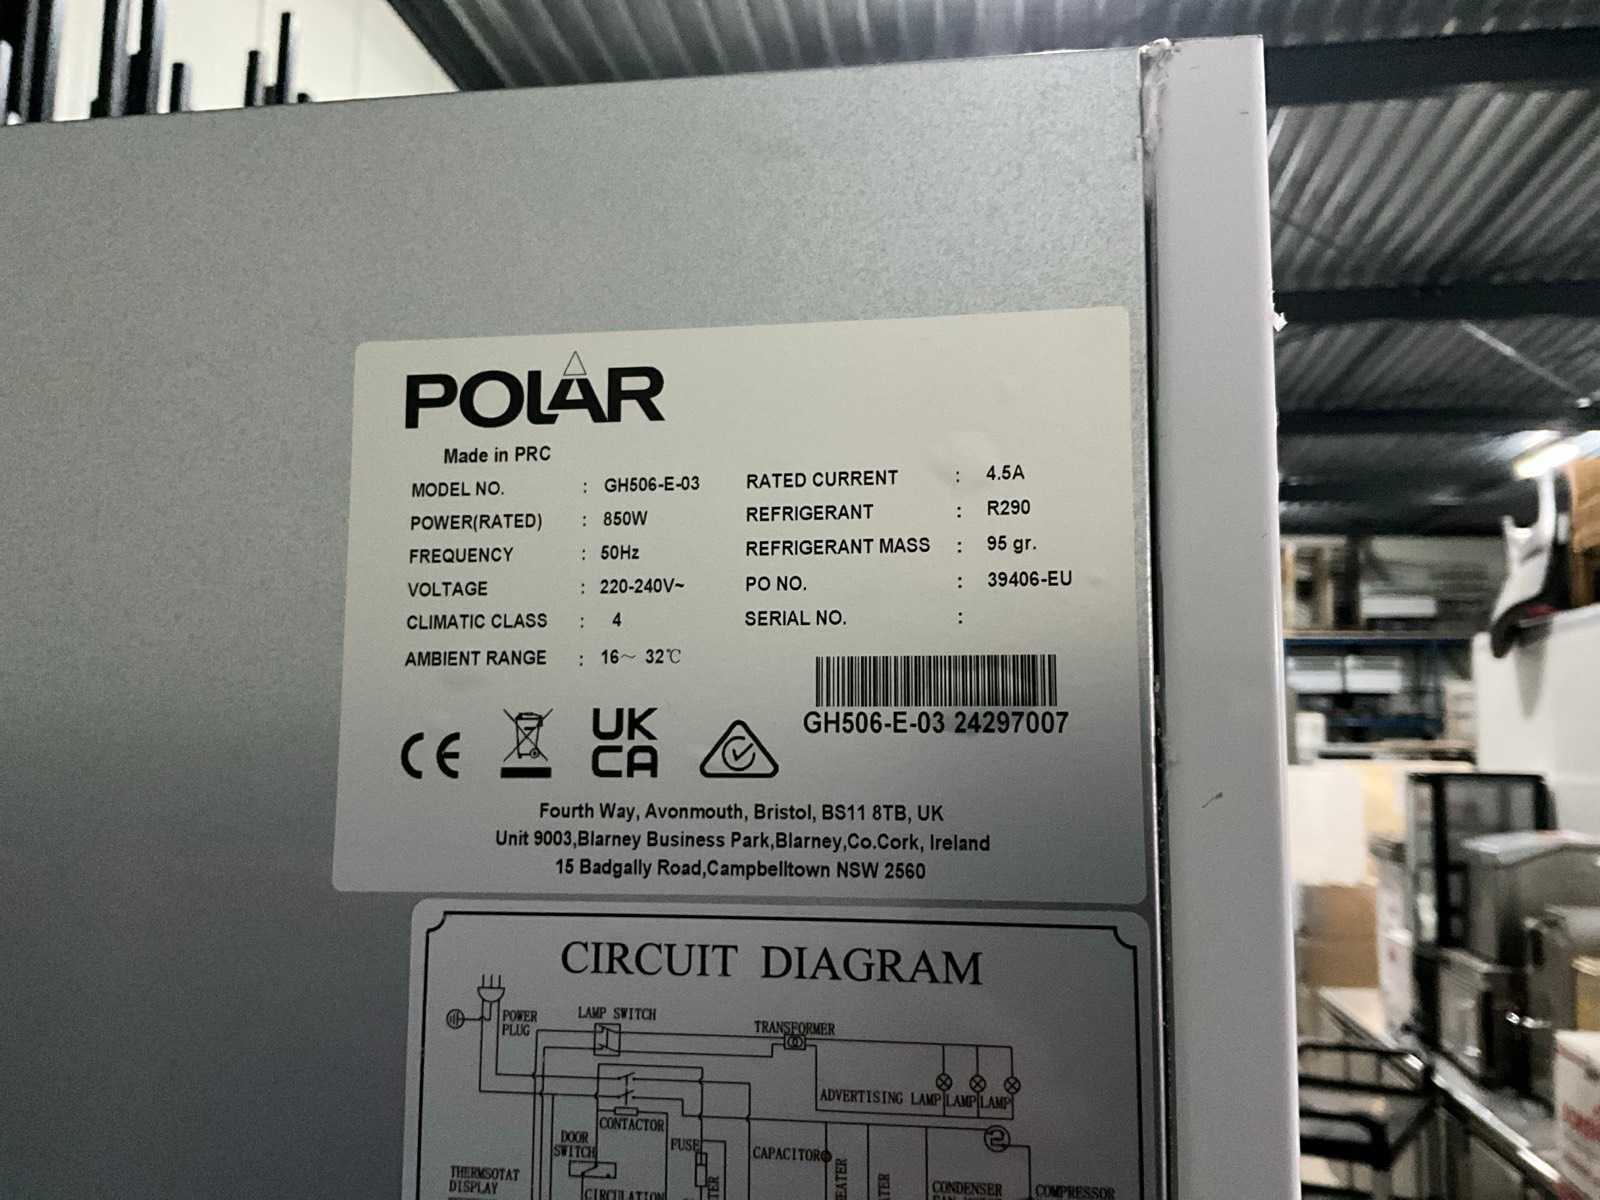 POLAR
Made in PRC
MODEL NO. : GH506-E-03
POWER(RATED) : 850W
FREQUENCY : 50Hz
VOLTAGE : 220-240V~
CLIMATIC CLASS : 4
AMBIENT RANGE : 16~ 32℃
RATED CURRENT : 4.5A
REFRIGERANT : R290
REFRIGERANT MASS : 95 gr.
PO NO. : 39406-EU
SERIAL NO. :
GH506-E-03 24297007
CE
UK
CA
Fourth Way, Avonmouth, Bristol, BS11 8TB, UK
Unit 9003,Blarney Business Park,Blarney,Co.Cork, Ireland
15 Badgally Road,Campbelltown NSW 2560
CIRCUIT DIAGRAM
POWER
PLUG
LAMP SWITCH
TRANSFORMER
ADVERTISING LAMP LAMP LAMP
CONTACTOR
DOOR
SWITCH
FUSE
CAPACITOR
THERMSOTAT
DISPLAY
CIRCULATION
CONDENSER
COMPRESSOR